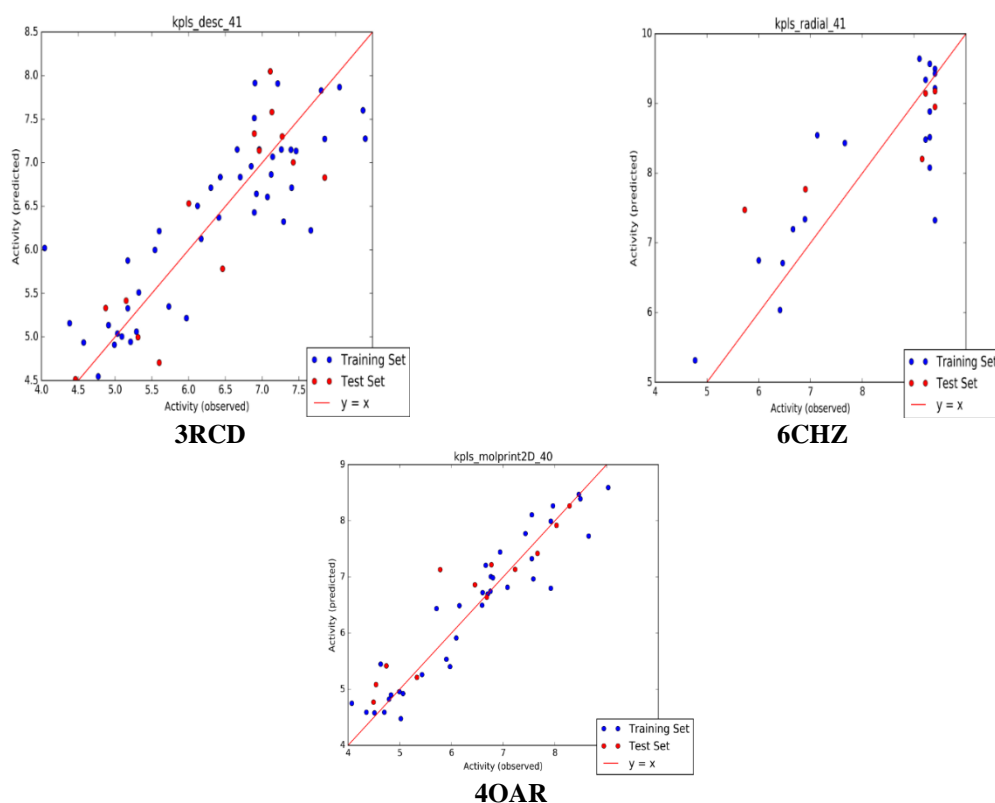 kpls_desc_41
8.5
8.0
7.5
7.0
6.5
6.0
5.5
5.0
4.5
Activity (predicted)
4.0 4.5 5.0 5.5 6.0 6.5 7.0 7.5
Activity (observed)
Training Set
Test Set
y = x
3RCD
kpls_radial_41
10
9
8
7
6
5
Activity (predicted)
4 5 6 7 8
Activity (observed)
Training Set
Test Set
y = x
6CHZ
kpls_molprint2D_40
9
8
7
6
5
4
Activity (predicted)
4 5 6 7 8
Activity (observed)
Training Set
Test Set
y = x
4OAR